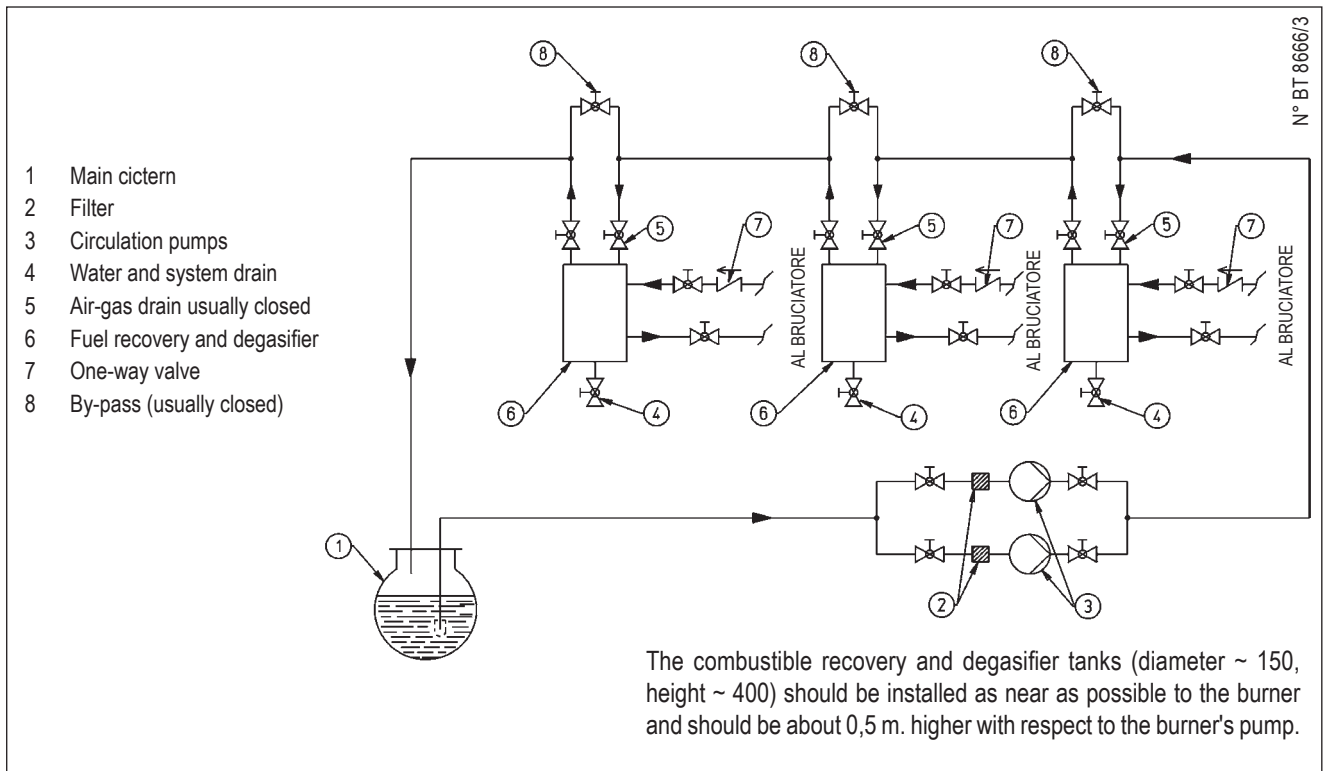 N° BT 8666/3
8
8
8
1 Main cictern
2 Filter
3 Circulation pumps
4 Water and system drain
5 Air-gas drain usually closed
6 Fuel recovery and degasifier
7 One-way valve
8 By-pass (usually closed)
5
7
5
7
5
7
AL BRUCIATORE
AL BRUCIATORE
AL BRUCIATORE
6
4
6
4
6
4
1
2
3
The combustible recovery and degasifier tanks (diameter ~ 150,
height ~ 400) should be installed as near as possible to the burner
and should be about 0,5 m. higher with respect to the burner's pump.